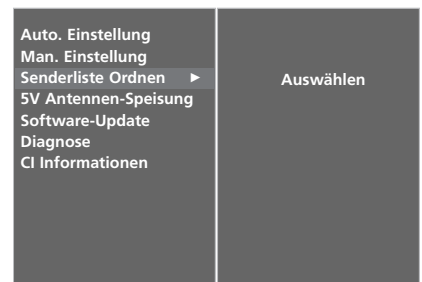 Auto. Einstellung
Man. Einstellung
Senderliste Ordnen ►
Auswählen
5V Antennen-Speisung
Software-Update
Diagnose
CI Informationen